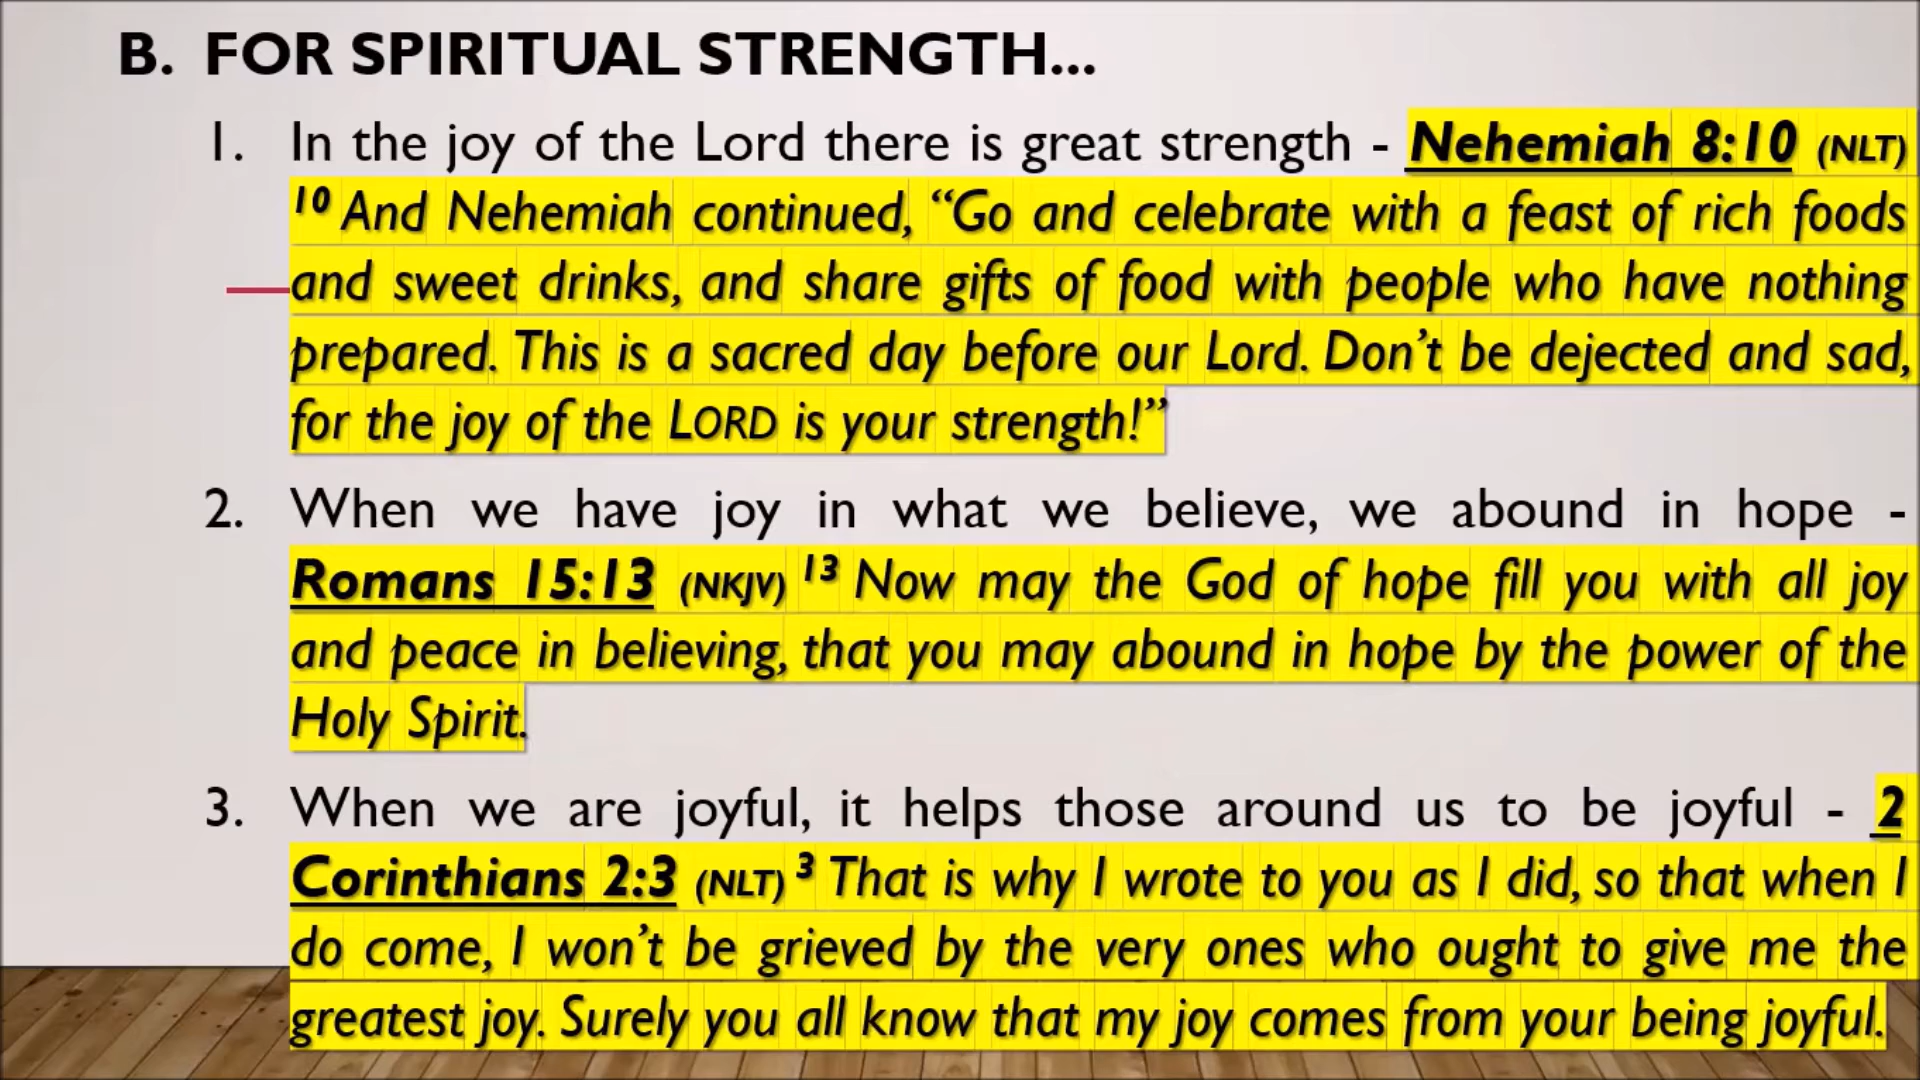 B. FOR SPIRITUAL STRENGTH...
1. In the joy of the Lord there is great strength - Nehemiah 8:10 (NLT)
10 And Nehemiah continued, “Go and celebrate with a feast of rich foods
and sweet drinks, and share gifts of food with people who have nothing
prepared. This is a sacred day before our Lord. Don’t be dejected and sad,
for the joy of the LORD is your strength!”
2. When we have joy in what we believe, we abound in hope -
Romans 15:13 (NKJV) 13 Now may the God of hope fill you with all joy
and peace in believing, that you may abound in hope by the power of the
Holy Spirit.
3. When we are joyful, it helps those around us to be joyful - 2
Corinthians 2:3 (NLT) 3 That is why I wrote to you as I did, so that when I
do come, I won’t be grieved by the very ones who ought to give me the
greatest joy. Surely you all know that my joy comes from your being joyful.